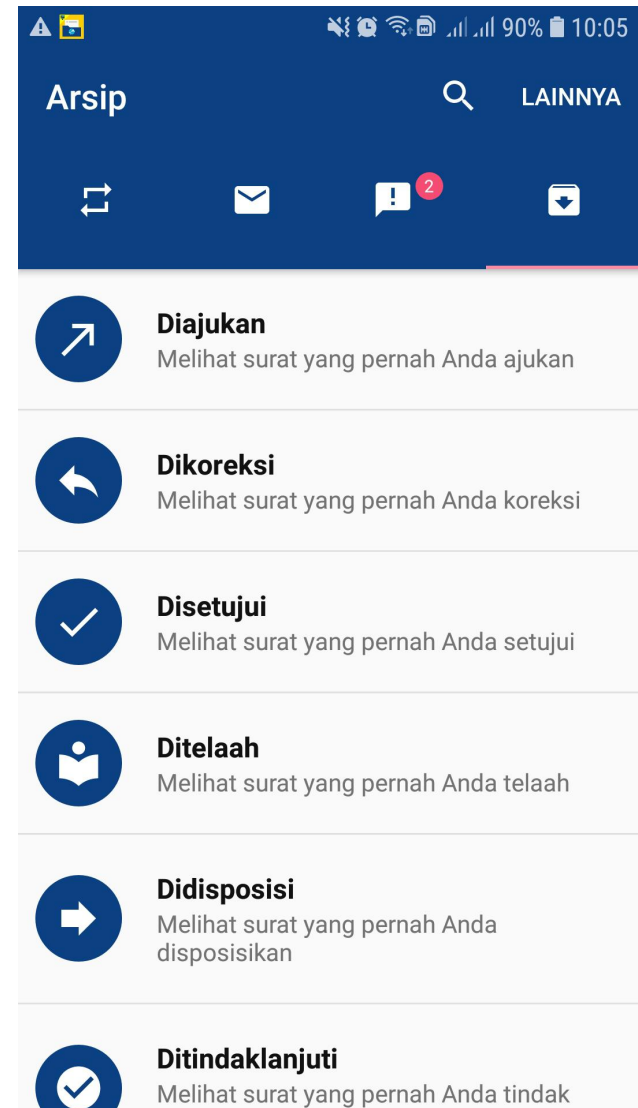 90% 10:05
Arsip LAINNYA
2
Diajukan
Melihat surat yang pernah Anda ajukan
Dikoreksi
Melihat surat yang pernah Anda koreksi
Disetujui
Melihat surat yang pernah Anda setujui
Ditelaah
Melihat surat yang pernah Anda telaah
Didisposisi
Melihat surat yang pernah Anda
disposisikan
Ditindaklanjuti
Melihat surat yang pernah Anda tindak